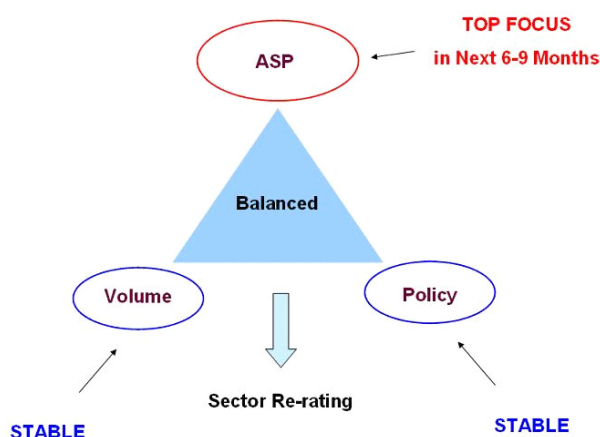 TOP FOCUS
in Next 6-9 Months
ASP
Balanced
Volume
Policy
Sector Re-rating
STABLE
STABLE